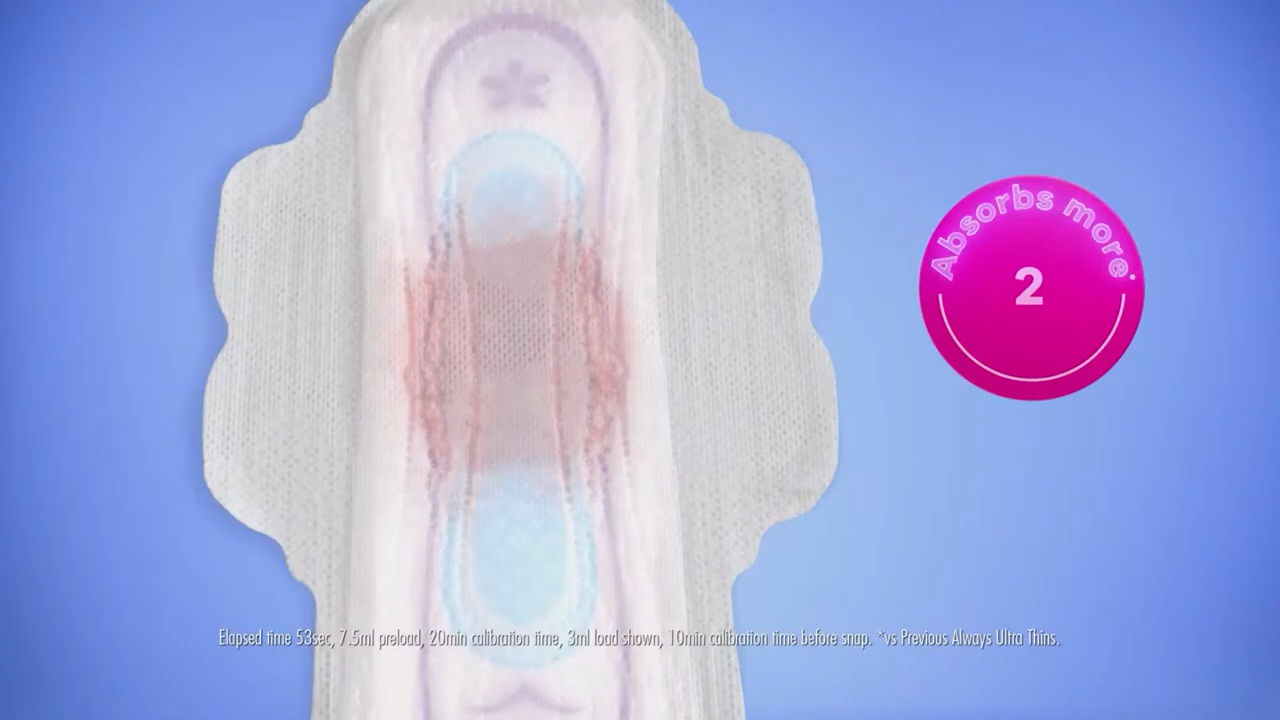 Absorbs more*
2
Elapsed time 53sec, 7.5ml preload, 20min calibration time, 3ml load shown, 10min calibration time before snap. *vs Previous Always Ultra Thins.